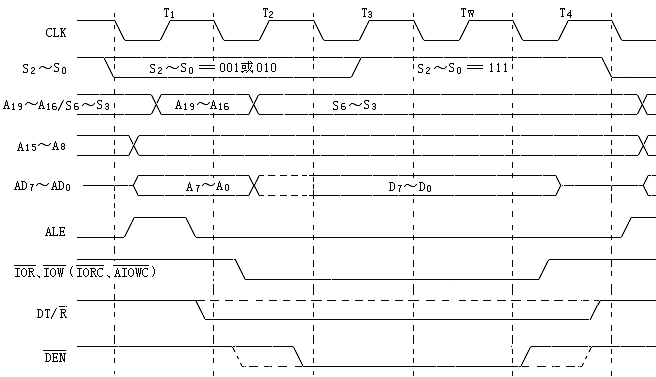 T1 T2 T3 TW T4
CLK
S2～S0 S2～S0＝001或010 S2～S0＝111
A19～A16/S6～S3 A19～A16 S6～S3
A15～A8
AD7～AD0 A7～A0 D7～D0
ALE
IOR、IOW（IORC、AIOWC）
DT/R
DEN